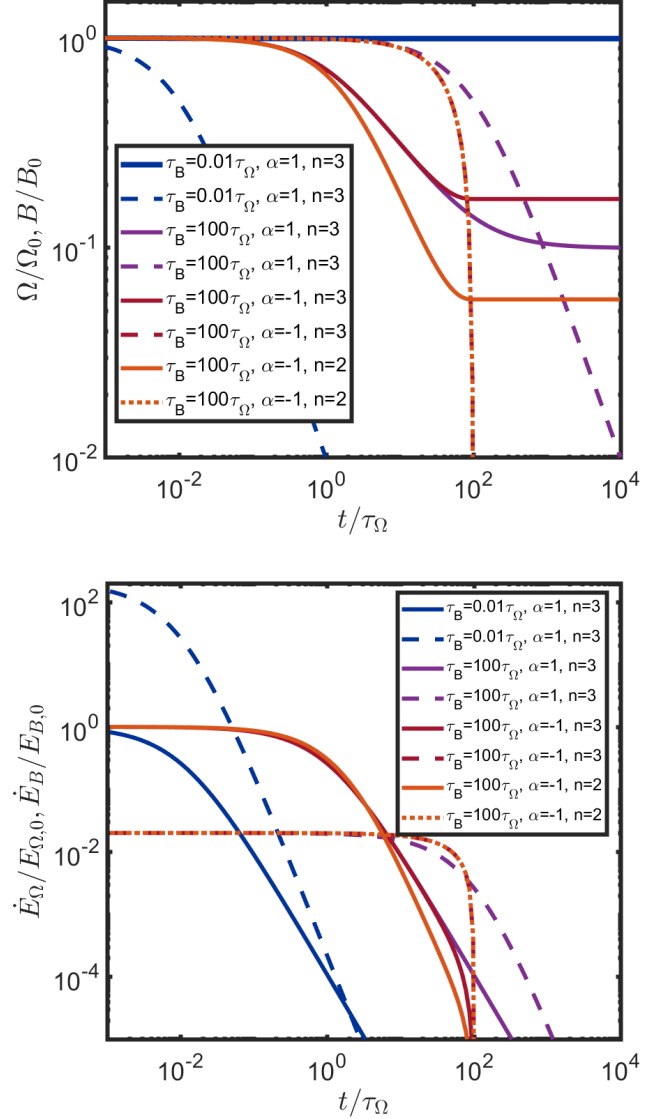 10^0
10^{-1}
10^{-2}
Ω/Ω_0, B/B_0
τ_B=0.01τ_Ω, α=1, n=3
τ_B=0.01τ_Ω, α=1, n=3
τ_B=100τ_Ω, α=1, n=3
τ_B=100τ_Ω, α=1, n=3
τ_B=100τ_Ω, α=-1, n=3
τ_B=100τ_Ω, α=-1, n=3
τ_B=100τ_Ω, α=-1, n=2
τ_B=100τ_Ω, α=-1, n=2
10^{-2} 10^0 10^2 10^4
t/τ_Ω
10^2
10^0
10^{-2}
10^{-4}
Ė_Ω/E_{Ω,0}, Ė_B/E_{B,0}
τ_B=0.01τ_Ω, α=1, n=3
τ_B=0.01τ_Ω, α=1, n=3
τ_B=100τ_Ω, α=1, n=3
τ_B=100τ_Ω, α=1, n=3
τ_B=100τ_Ω, α=-1, n=3
τ_B=100τ_Ω, α=-1, n=3
τ_B=100τ_Ω, α=-1, n=2
τ_B=100τ_Ω, α=-1, n=2
10^{-2} 10^0 10^2 10^4
t/τ_Ω